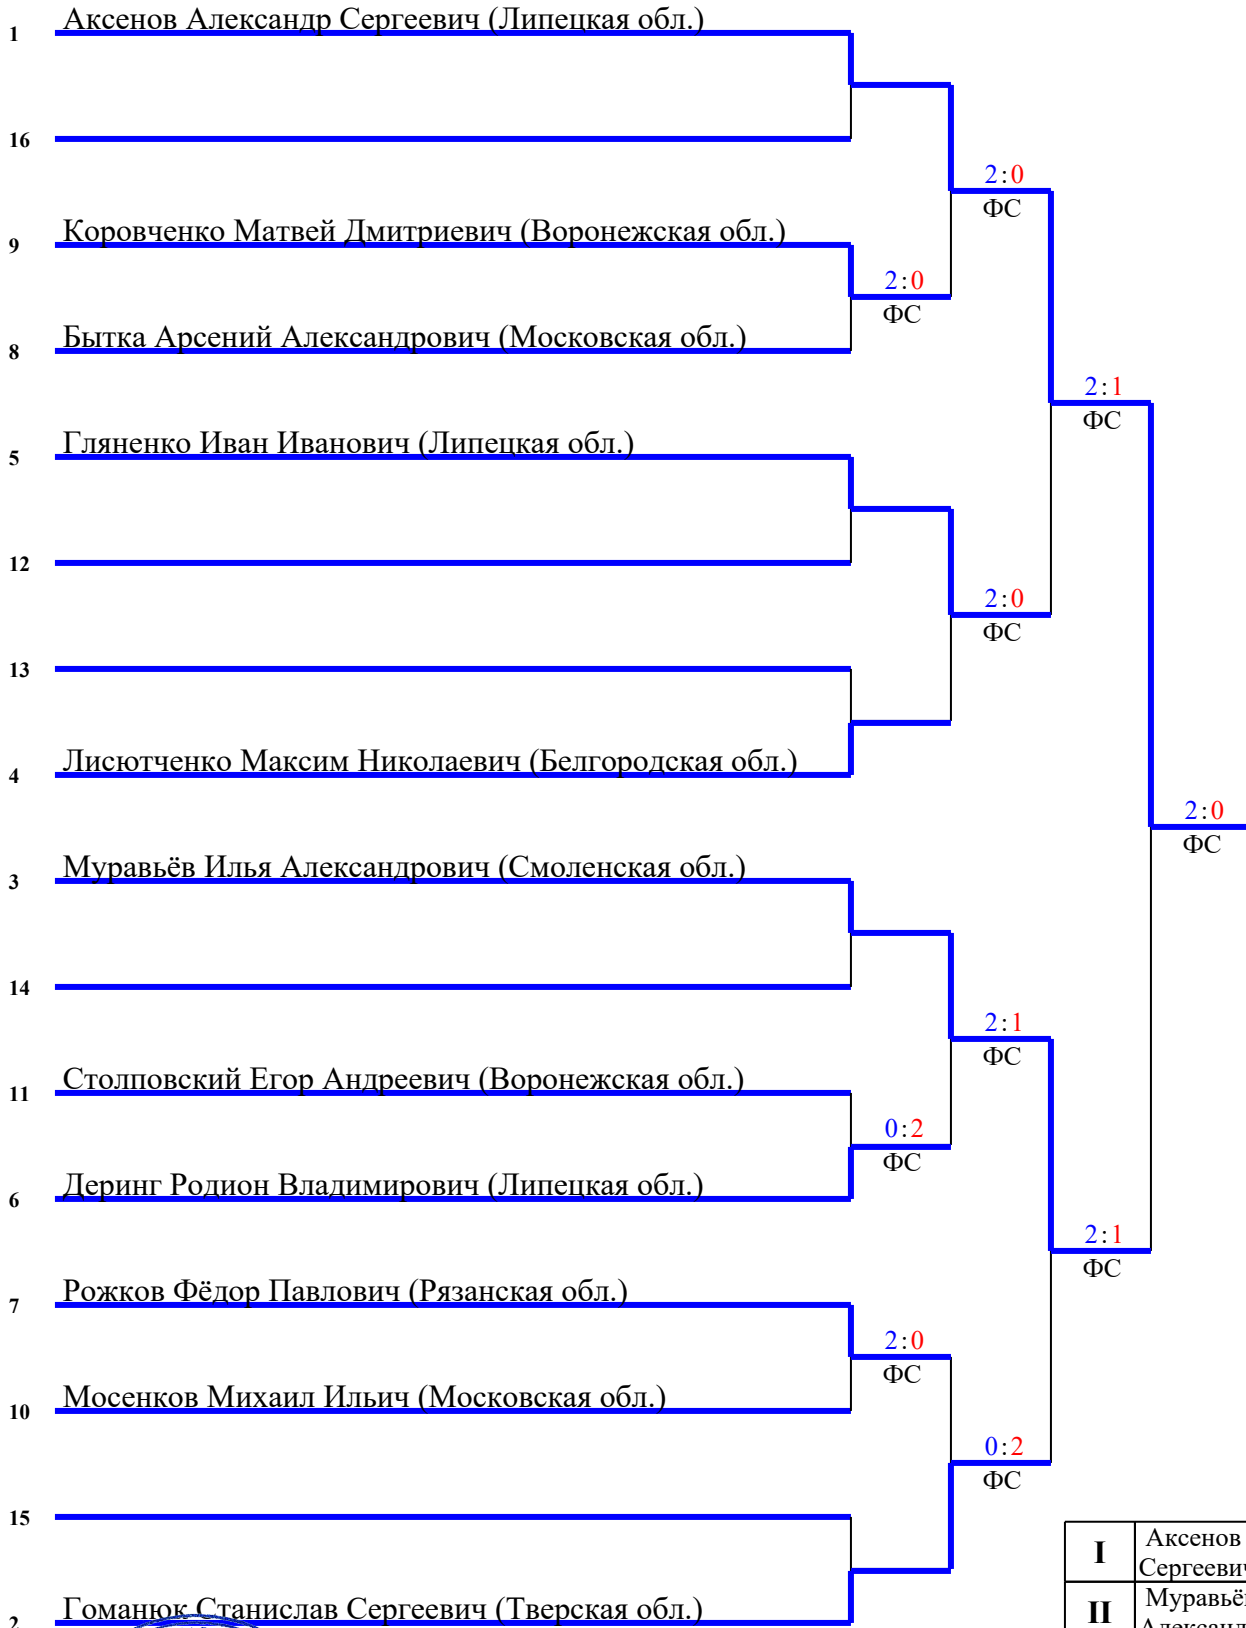 1 Аксенов Александр Сергеевич (Липецкая обл.)
16
2:0
ФС
9 Коровченко Матвей Дмитриевич (Воронежская обл.)
2:0
ФС
8 Бытка Арсений Александрович (Московская обл.)
2:1
ФС
5 Гляненко Иван Иванович (Липецкая обл.)
12
2:0
ФС
13
4 Лисютченко Максим Николаевич (Белгородская обл.)
2:0
ФС
3 Муравьёв Илья Александрович (Смоленская обл.)
14
2:1
ФС
11 Столповский Егор Андреевич (Воронежская обл.)
0:2
ФС
6 Деринг Родион Владимирович (Липецкая обл.)
2:1
ФС
7 Рожков Фёдор Павлович (Рязанская обл.)
2:0
ФС
10 Мосенков Михаил Ильич (Московская обл.)
0:2
ФС
15
I Аксенов
Сергеевич
2 Гоманюк Станислав Сергеевич (Тверская обл.)
II Муравьё
Александ